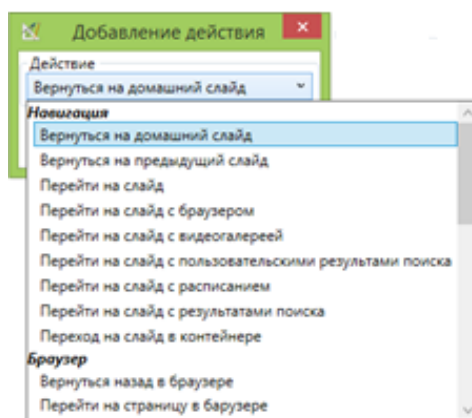 Добавление действия
Действие
Вернуться на домашний слайд
Навигация
Вернуться на домашний слайд
Вернуться на предыдущий слайд
Перейти на слайд
Перейти на слайд с браузером
Перейти на слайд с видеогалереей
Перейти на слайд с пользовательскими результами поиска
Перейти на слайд с расписанием
Перейти на слайд с результатами поиска
Переход на слайд в контейнере
Браузер
Вернуться назад в браузере
Перейти на страницу в барузере